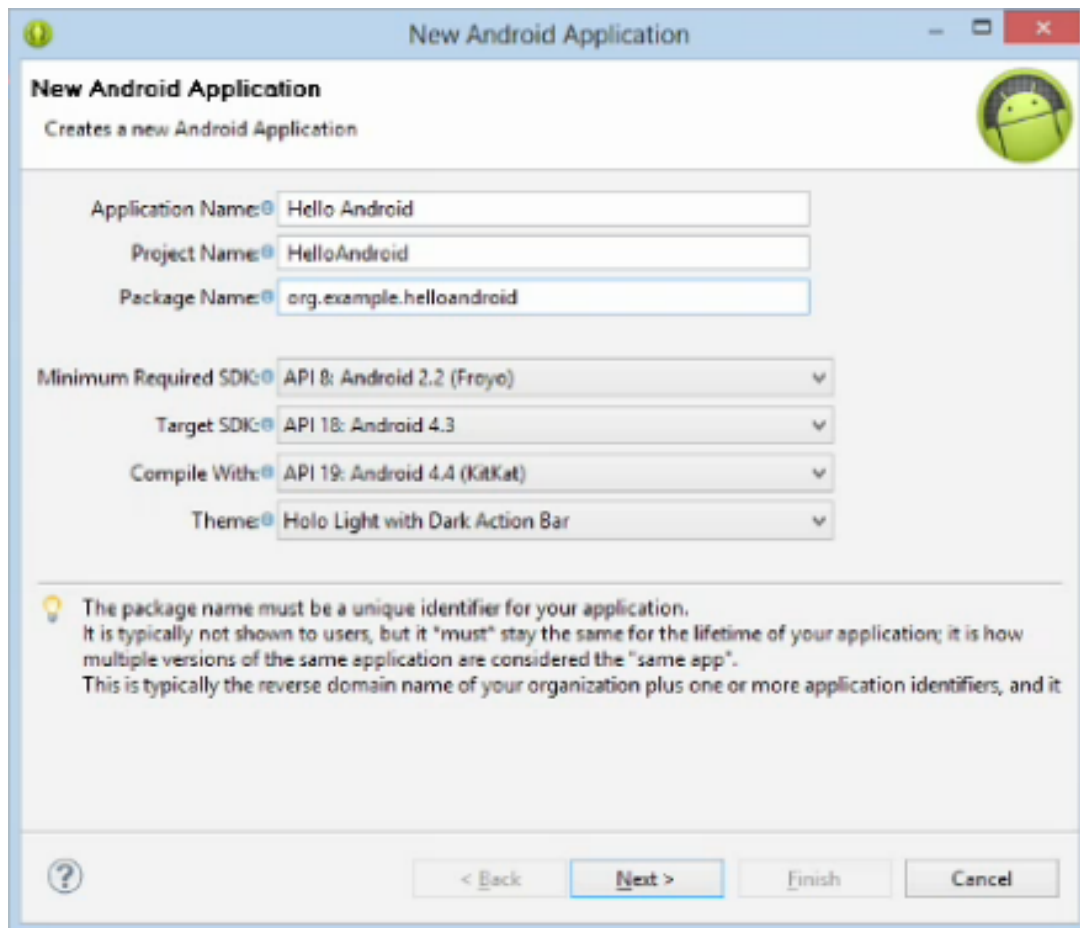 New Android Application
New Android Application
Creates a new Android Application
Application Name: Hello Android
Project Name: HelloAndroid
Package Name: org.example.helloandroid
Minimum Required SDK: API 8: Android 2.2 (Froyo)
Target SDK: API 18: Android 4.3
Compile With: API 19: Android 4.4 (KitKat)
Theme: Holo Light with Dark Action Bar
The package name must be a unique identifier for your application.
It is typically not shown to users, but it *must* stay the same for the lifetime of your application; it is how
multiple versions of the same application are considered the "same app".
This is typically the reverse domain name of your organization plus one or more application identifiers, and it
? < Back Next > Finish Cancel